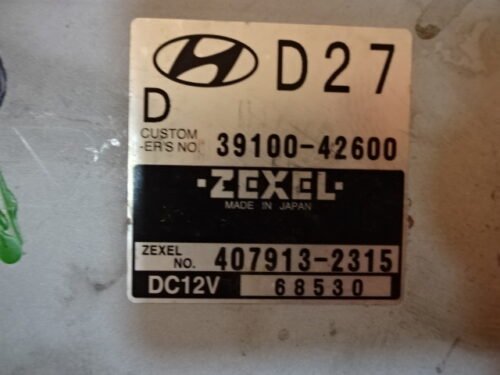 D27
D
CUSTOM
-ER'S NO. 39100-42600
·ZEXEL·
MADE IN JAPAN
ZEXEL
NO. 407913-2315
DC12V 68530